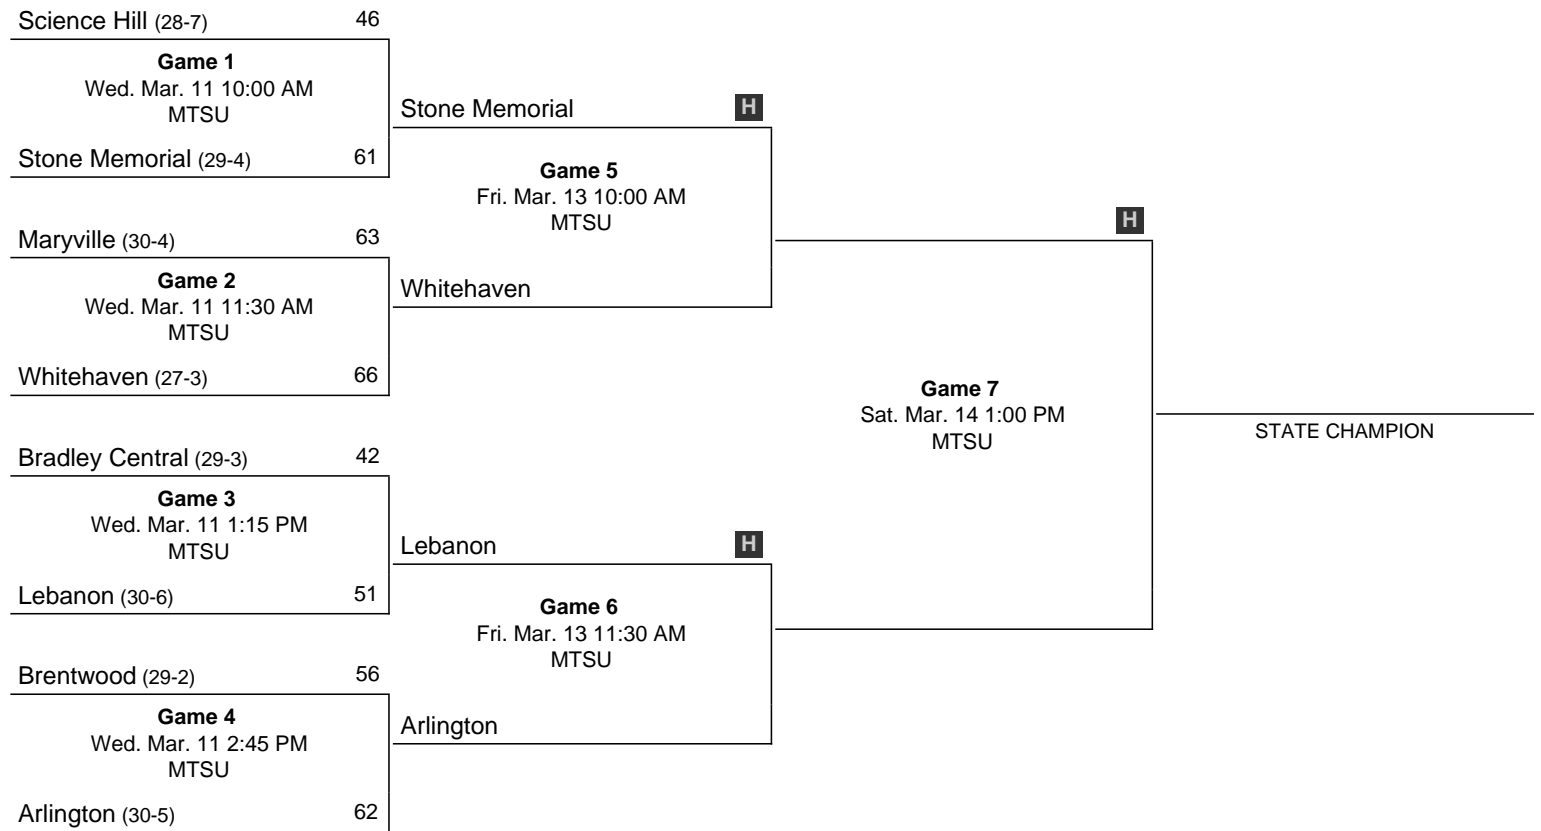 Science Hill (28-7) 46
Game 1
Wed. Mar. 11 10:00 AM
MTSU
Stone Memorial (29-4) 61
Maryville (30-4) 63
Game 2
Wed. Mar. 11 11:30 AM
MTSU
Whitehaven (27-3) 66
Bradley Central (29-3) 42
Game 3
Wed. Mar. 11 1:15 PM
MTSU
Lebanon (30-6) 51
Brentwood (29-2) 56
Game 4
Wed. Mar. 11 2:45 PM
MTSU
Arlington (30-5) 62
Stone Memorial H
Game 5
Fri. Mar. 13 10:00 AM
MTSU
Whitehaven
Lebanon H
Game 6
Fri. Mar. 13 11:30 AM
MTSU
Arlington
H
Game 7
Sat. Mar. 14 1:00 PM
MTSU
STATE CHAMPION